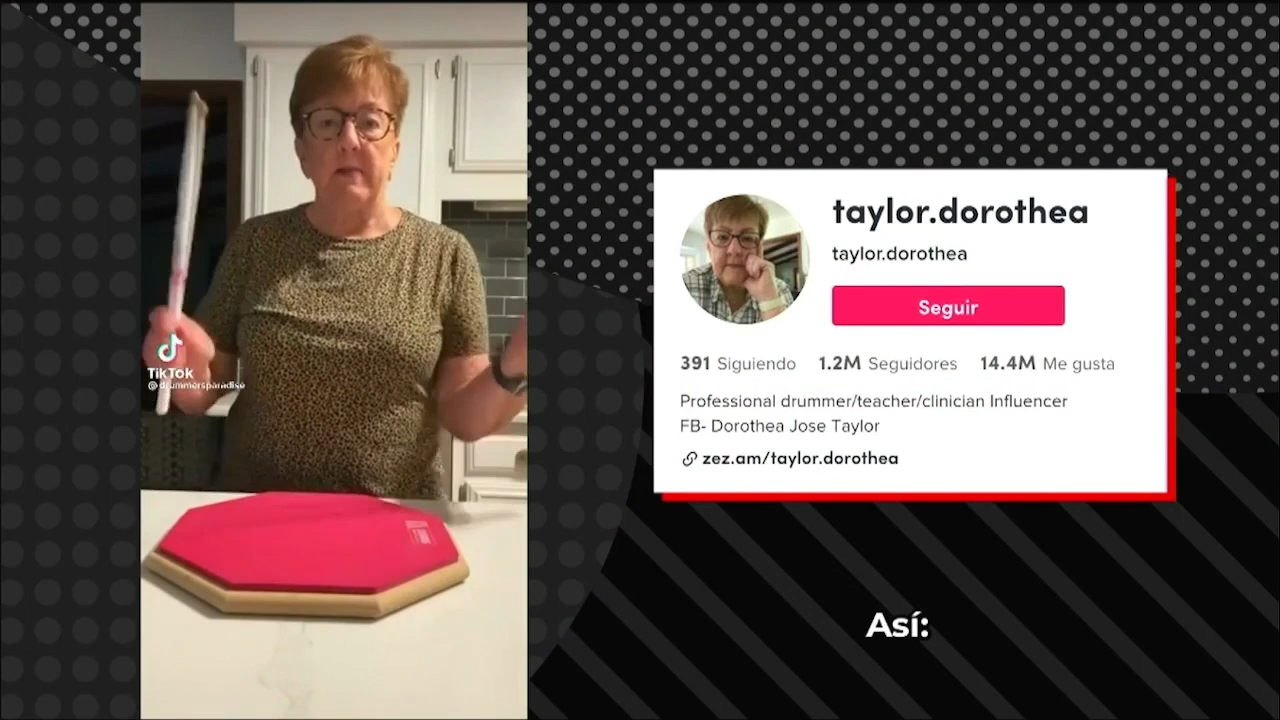 TikTok
@drummersparadise
taylor.dorothea
taylor.dorothea
Seguir
391 Siguiendo 1.2M Seguidores 14.4M Me gusta
Professional drummer/teacher/clinician Influencer
FB- Dorothea Jose Taylor
zez.am/taylor.dorothea
Así: